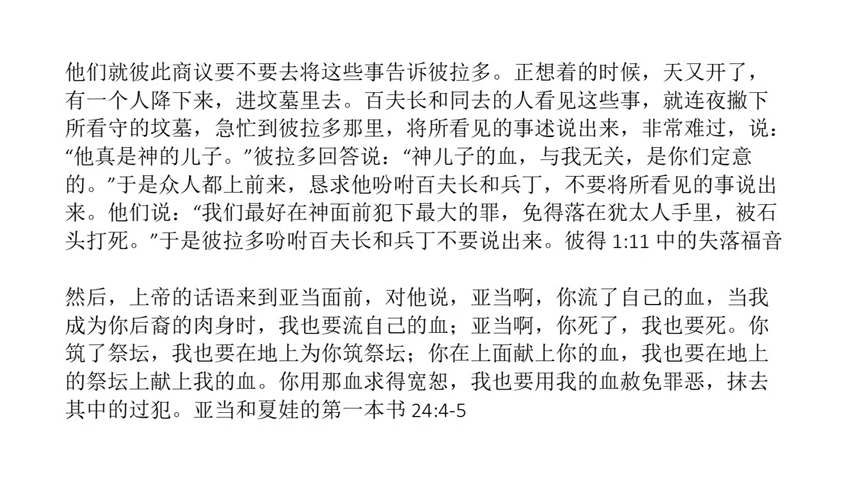 他们就彼此商议要不要去将这些事告诉彼拉多。正想着的时候，天又开了，
有一个人降下来，进坟墓里去。百夫长和同去的人看见这些事，就连夜撇下
所看守的坟墓，急忙到彼拉多那里，将所看见的事述说出来，非常难过，说：
“他真是神的儿子。”彼拉多回答说：“神儿子的血，与我无关，是你们定意
的。”于是众人都上前来，恳求他吩咐百夫长和兵丁，不要将所看见的事说出
来。他们说：“我们最好在神面前犯下最大的罪，免得落在犹太人手里，被石
头打死。”于是彼拉多吩咐百夫长和兵丁不要说出来。彼得 1:11 中的失落福音
然后，上帝的话语来到亚当面前，对他说，亚当啊，你流了自己的血，当我
成为你后裔的肉身时，我也要流自己的血；亚当啊，你死了，我也要死。你
筑了祭坛，我也要在地上为你筑祭坛；你在上面献上你的血，我也要在地上
的祭坛上献上我的血。你用那血求得宽恕，我也要用我的血赦免罪恶，抹去
其中的过犯。亚当和夏娃的第一本书 24:4-5